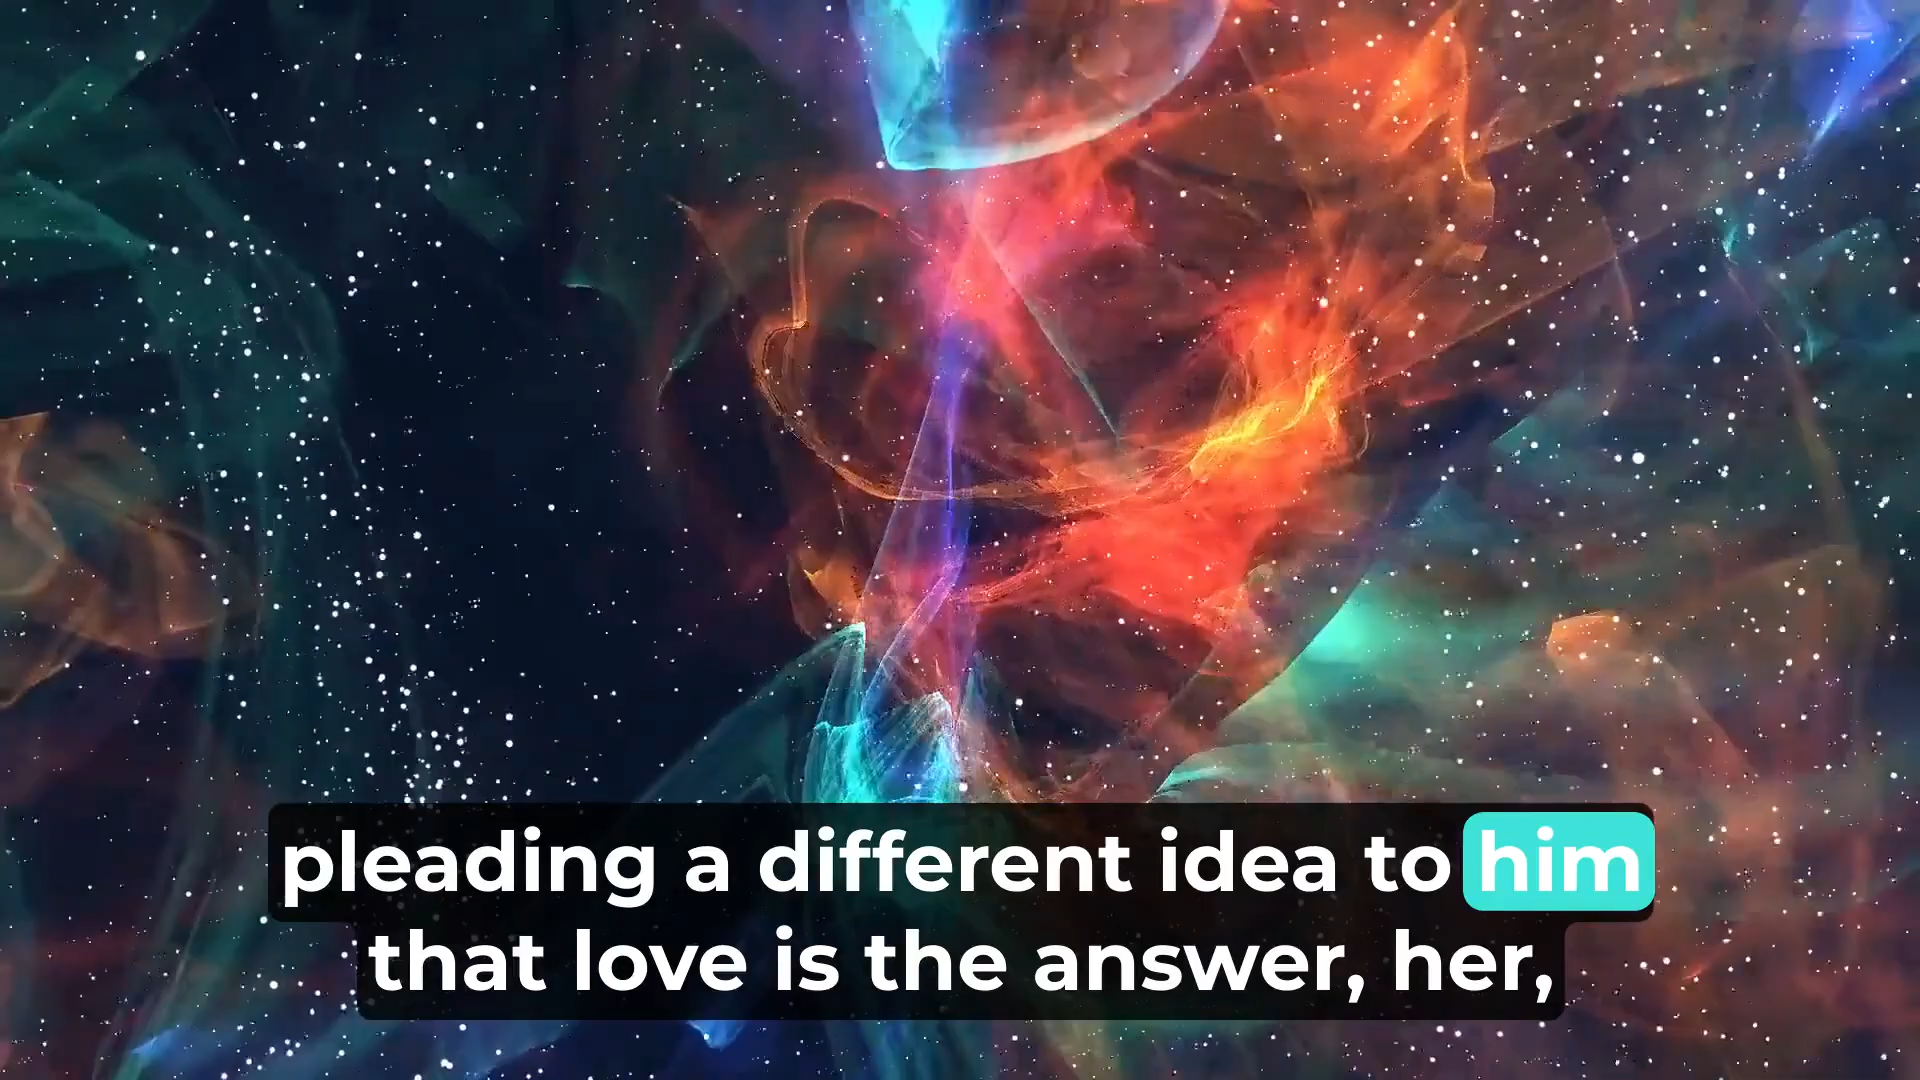 pleading a different idea to him
that love is the answer, her,